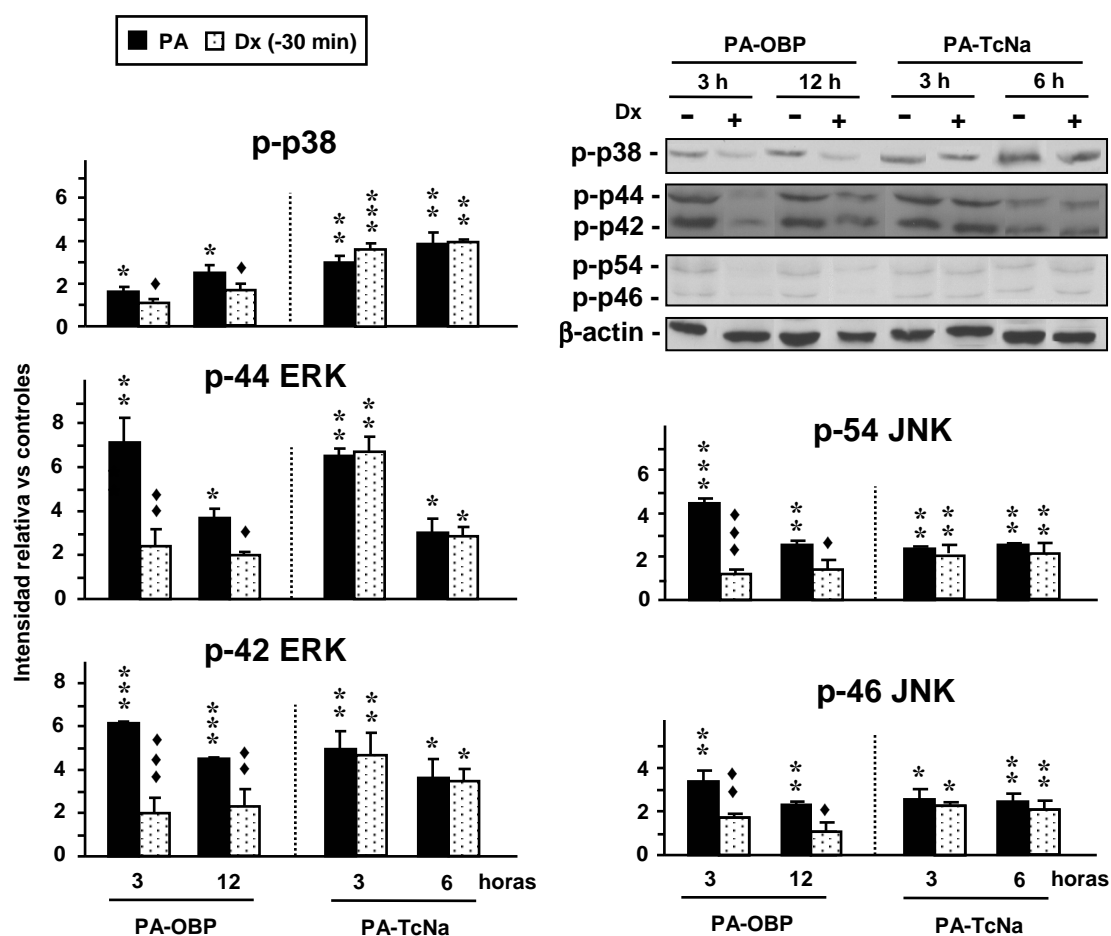 PA Dx (-30 min)
PA-OBP PA-TcNa
3 h 12 h 3 h 6 h
Dx - + - + - + - +
p-p38 -
p-p44 -
p-p42 -
p-p54 -
p-p46 -
β-actin -
Intensidad relativa vs controles
p-p38
6
4
2
0
* ♦ * ♦ ** *** ** **
p-44 ERK
8
6
4
2
0
** ♦♦ * ♦ ** ** * *
p-42 ERK
8
6
4
2
0
*** ♦♦♦ *** ♦♦ ** ** * *
3 12 3 6 horas
PA-OBP PA-TcNa
p-54 JNK
6
4
2
0
*** ♦♦♦ ** ♦ ** ** ** **
p-46 JNK
6
4
2
0
** ♦♦ ** ♦ * * ** **
3 12 3 6 horas
PA-OBP PA-TcNa